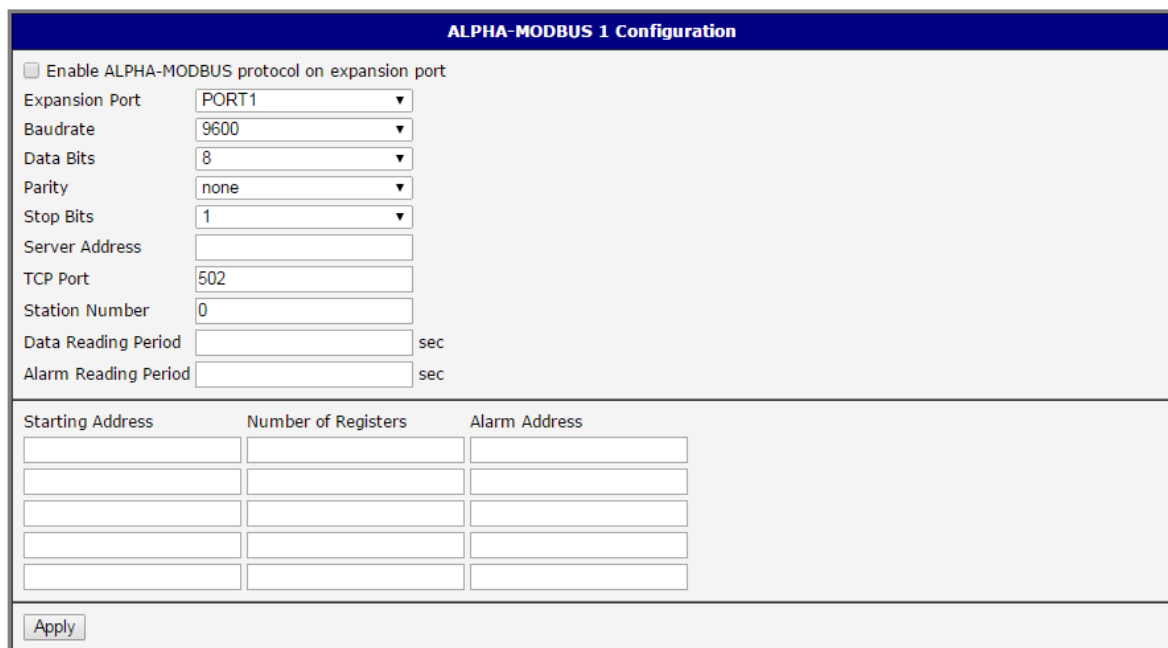 ALPHA-MODBUS 1 Configuration
Enable ALPHA-MODBUS protocol on expansion port
Expansion Port PORT1
Baudrate 9600
Data Bits 8
Parity none
Stop Bits 1
Server Address
TCP Port 502
Station Number 0
Data Reading Period sec
Alarm Reading Period sec
Starting Address Number of Registers Alarm Address
Apply